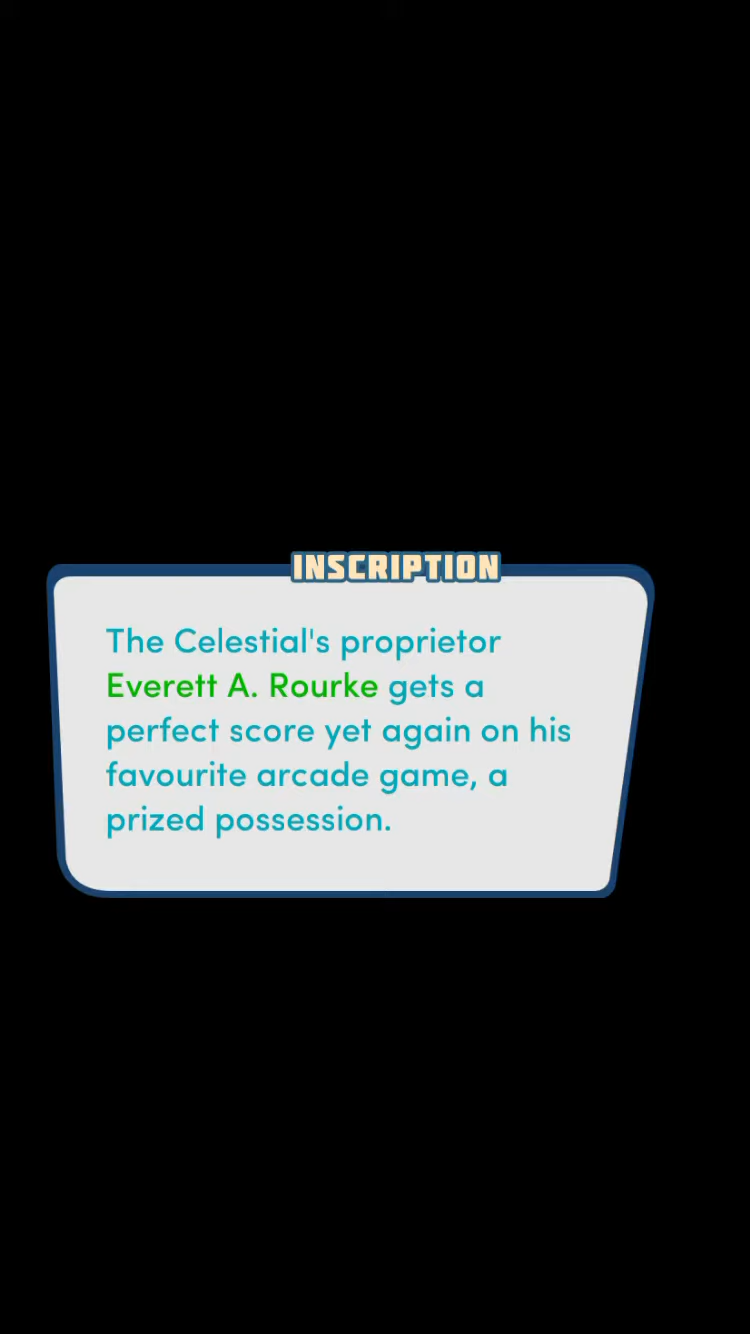 INSCRIPTION
The Celestial's proprietor
Everett A. Rourke gets a
perfect score yet again on his
favourite arcade game, a
prized possession.